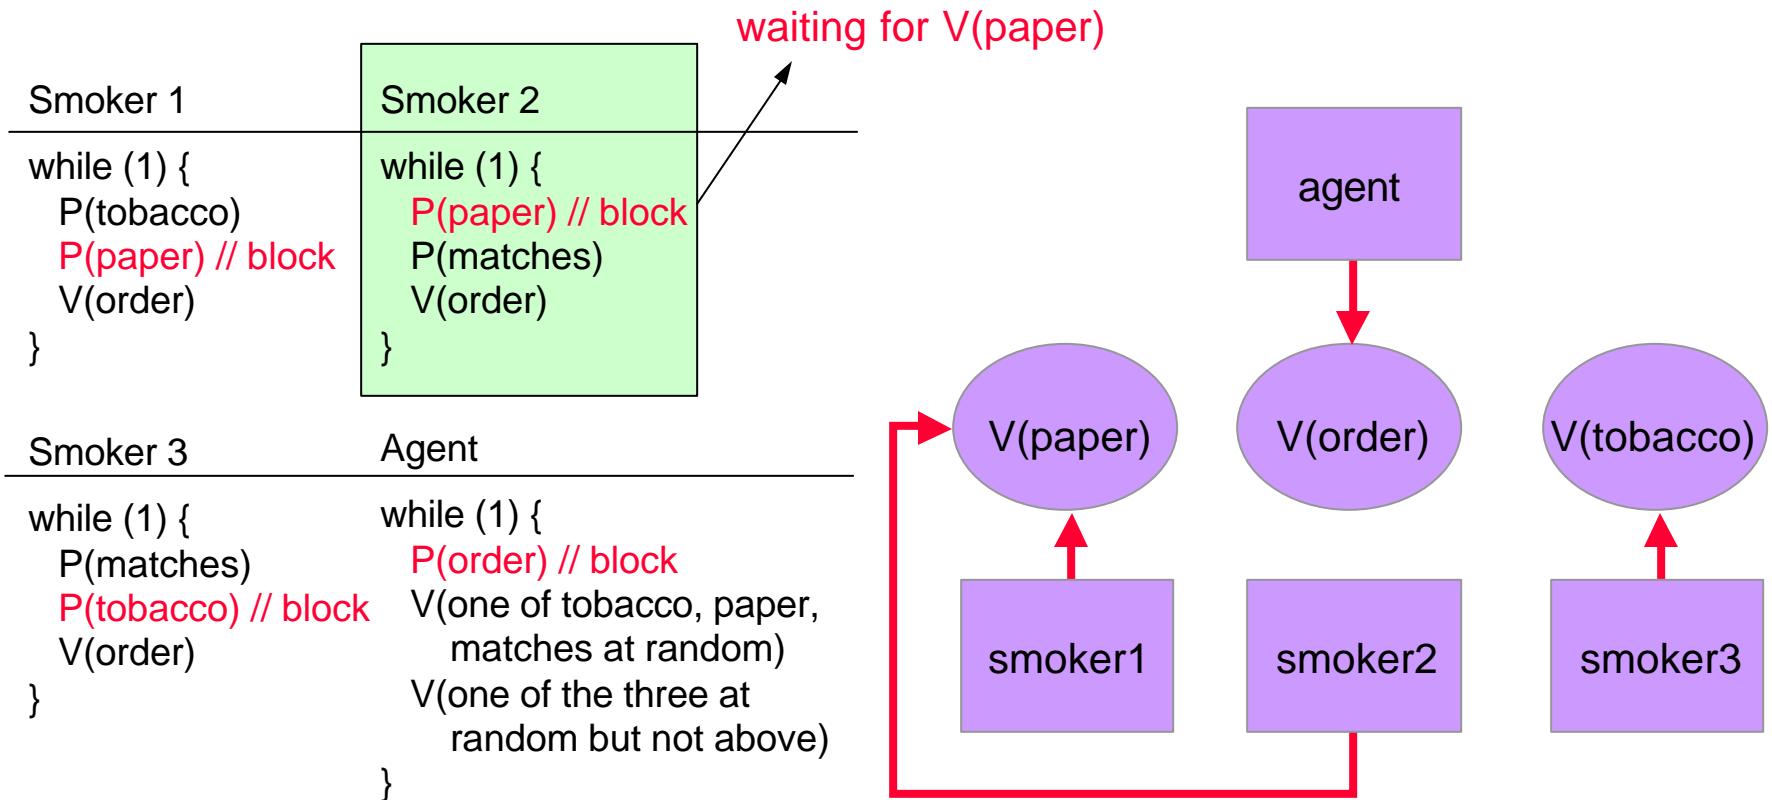 waiting for V(paper)
Smoker 1
while (1) {
P(tobacco)
P(paper) // block
V(order)
}
Smoker 2
while (1) {
P(paper) // block
P(matches)
V(order)
}
Smoker 3
while (1) {
P(matches)
P(tobacco) // block
V(order)
}
Agent
while (1) {
P(order) // block
V(one of tobacco, paper,
matches at random)
V(one of the three at
random but not above)
}
agent
V(paper)
V(order)
V(tobacco)
smoker1
smoker2
smoker3